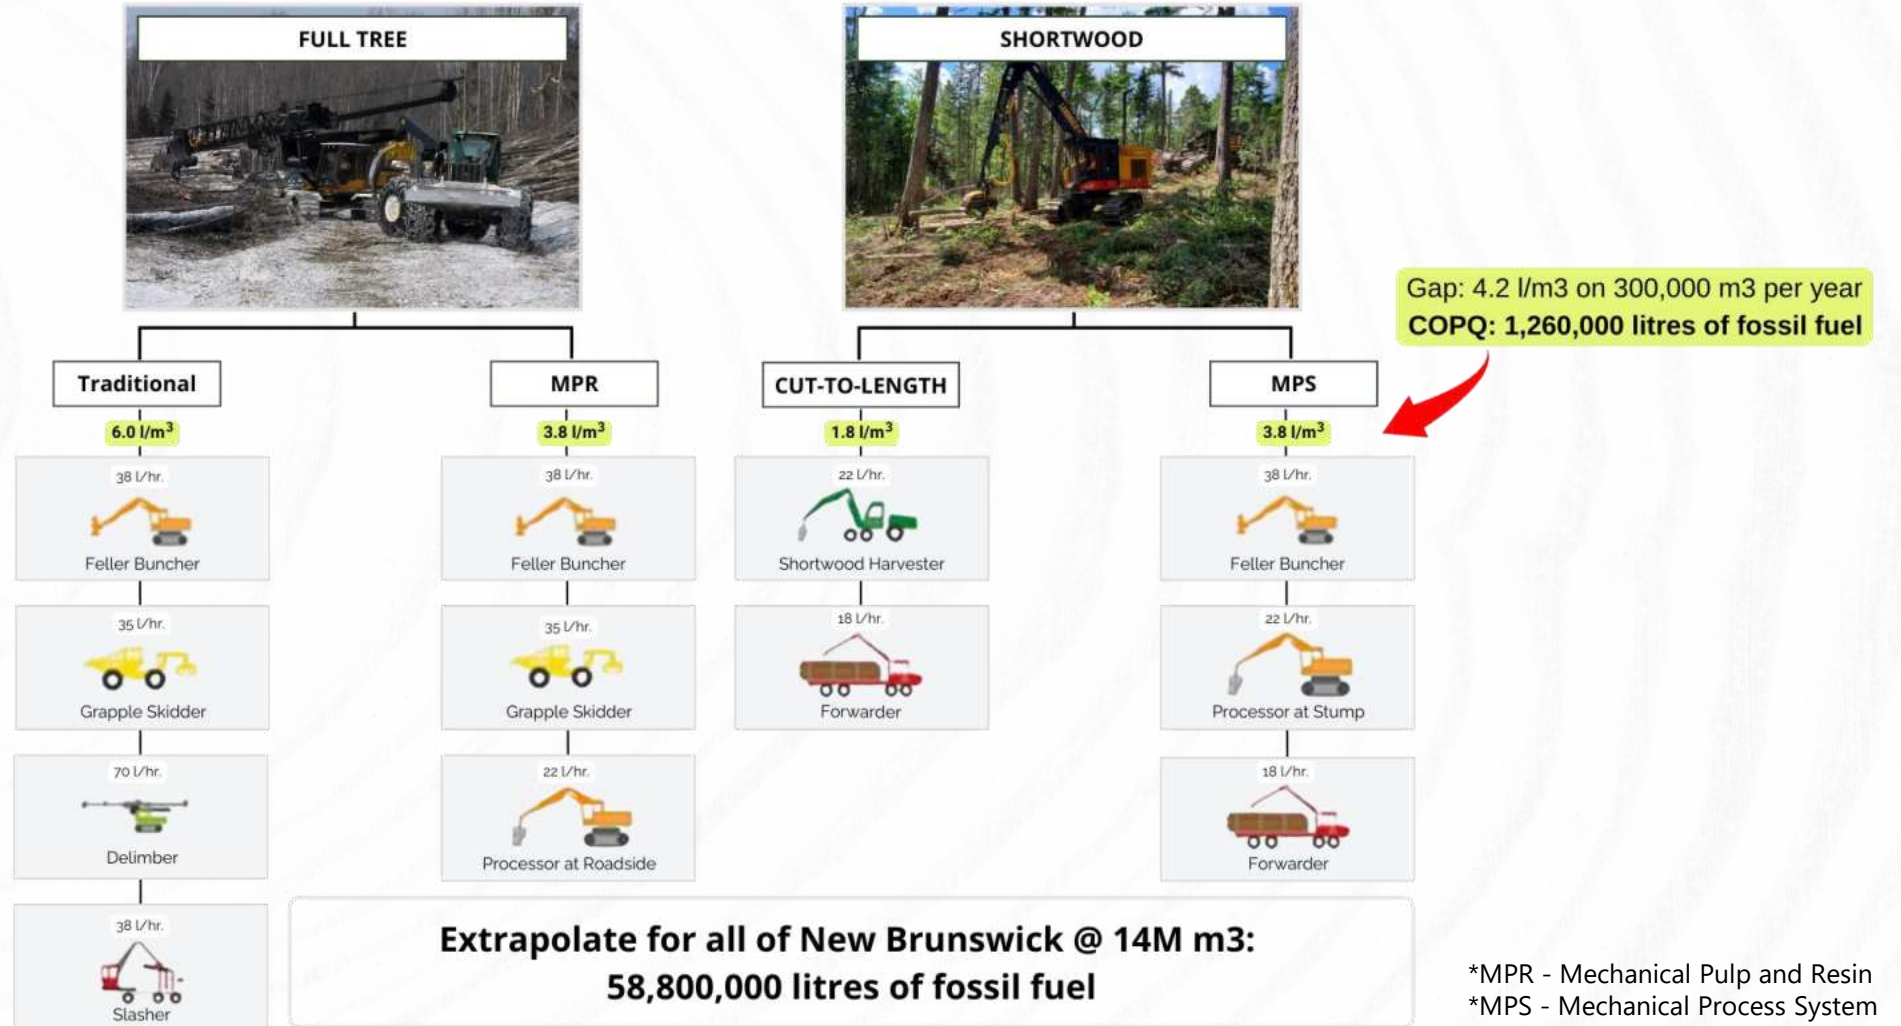 FULL TREE
SHORTWOOD
Gap: 4.2 l/m3 on 300,000 m3 per year
COPQ: 1,260,000 litres of fossil fuel
Traditional
MPR
CUT-TO-LENGTH
MPS
6.0 l/m³
3.8 l/m³
1.8 l/m³
3.8 l/m³
38 l/hr.
Feller Buncher
38 l/hr.
Feller Buncher
22 l/hr.
Shortwood Harvester
38 l/hr.
Feller Buncher
35 l/hr.
Grapple Skidder
35 l/hr.
Grapple Skidder
18 l/hr.
Forwarder
22 l/hr.
Processor at Stump
70 l/hr.
Delimber
22 l/hr.
Processor at Roadside
18 l/hr.
Forwarder
38 l/hr.
Slasher
Extrapolate for all of New Brunswick @ 14M m3:
58,800,000 litres of fossil fuel
*MPR - Mechanical Pulp and Resin
*MPS - Mechanical Process System